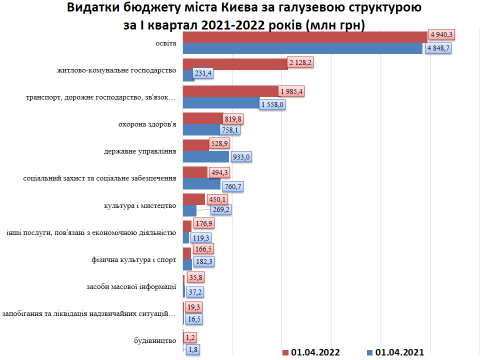 Видатки бюджету міста Києва за галузевою структурою
за І квартал 2021-2022 років (млн грн)
освіта
4 940,3
4 848,7
житлово-комунальне господарство
2 128,2
231,4
транспорт, дорожнє господарство, зв'язок…
1 985,4
1 558,0
охорона здоров'я
819,8
758,1
державне управління
528,9
933,0
соціальний захист та соціальне забезпечення
494,3
760,7
культура і мистецтво
450,1
269,2
інші послуги, пов'язані з економічною діяльністю
176,9
119,3
фізична культура і спорт
166,5
182,3
засоби масової інформації
35,8
37,2
запобігання та ліквідація надзвичайних ситуацій…
19,3
16,5
будівництво
1,2
1,8
01.04.2022
01.04.2021